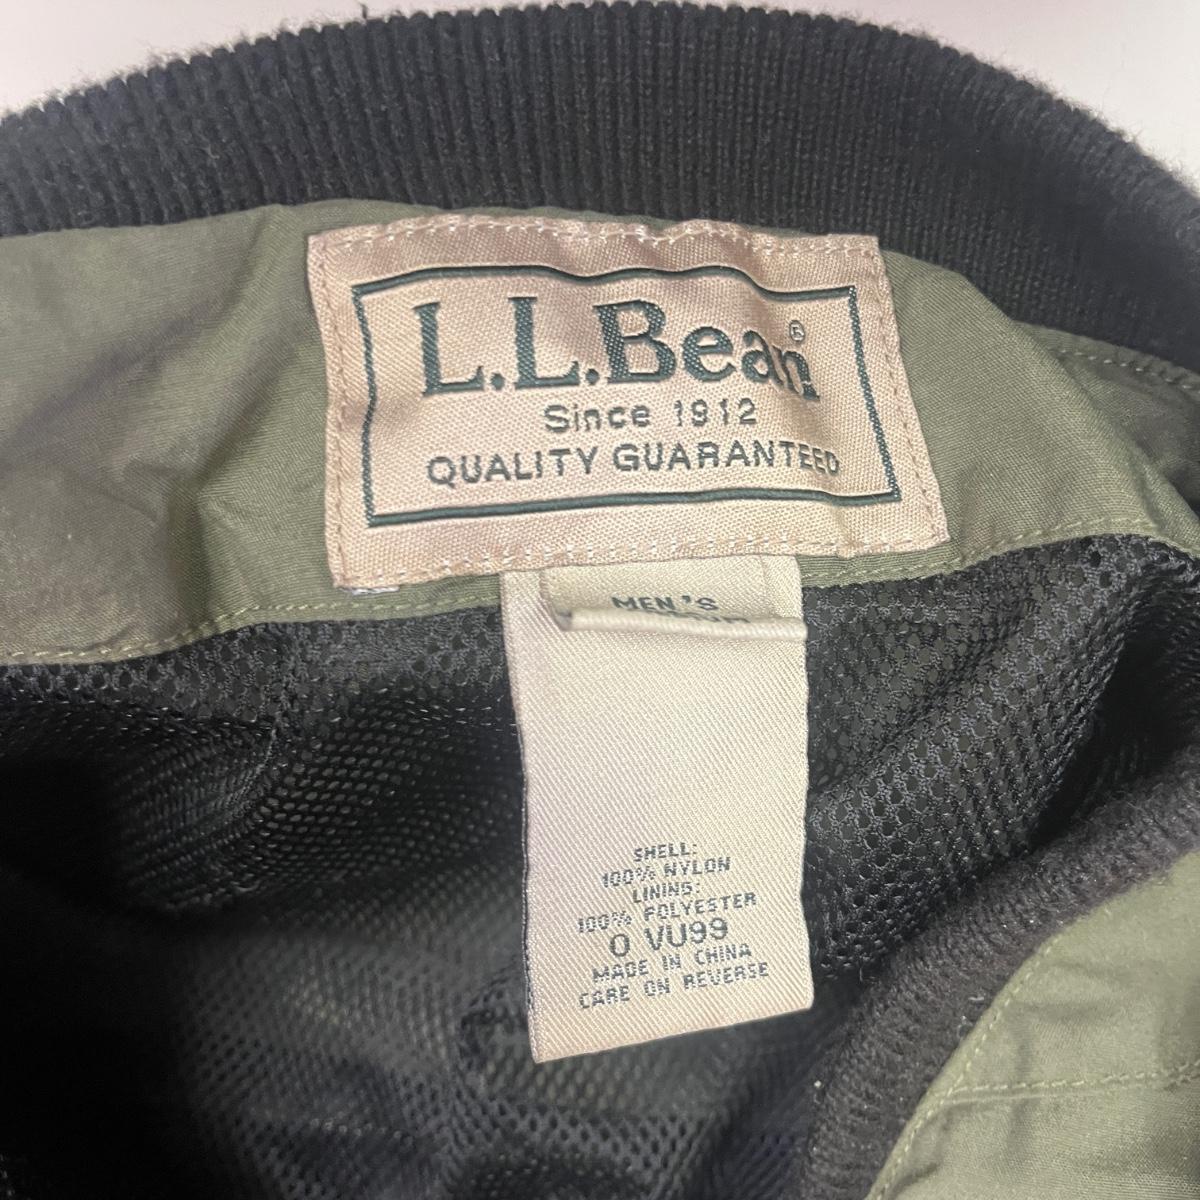 L.L.Bean®
Since 1912
QUALITY GUARANTEED
MEN'S
SHELL:
100% NYLON
LINING:
100% POLYESTER
0 VU99
MADE IN CHINA
CARE ON REVERSE